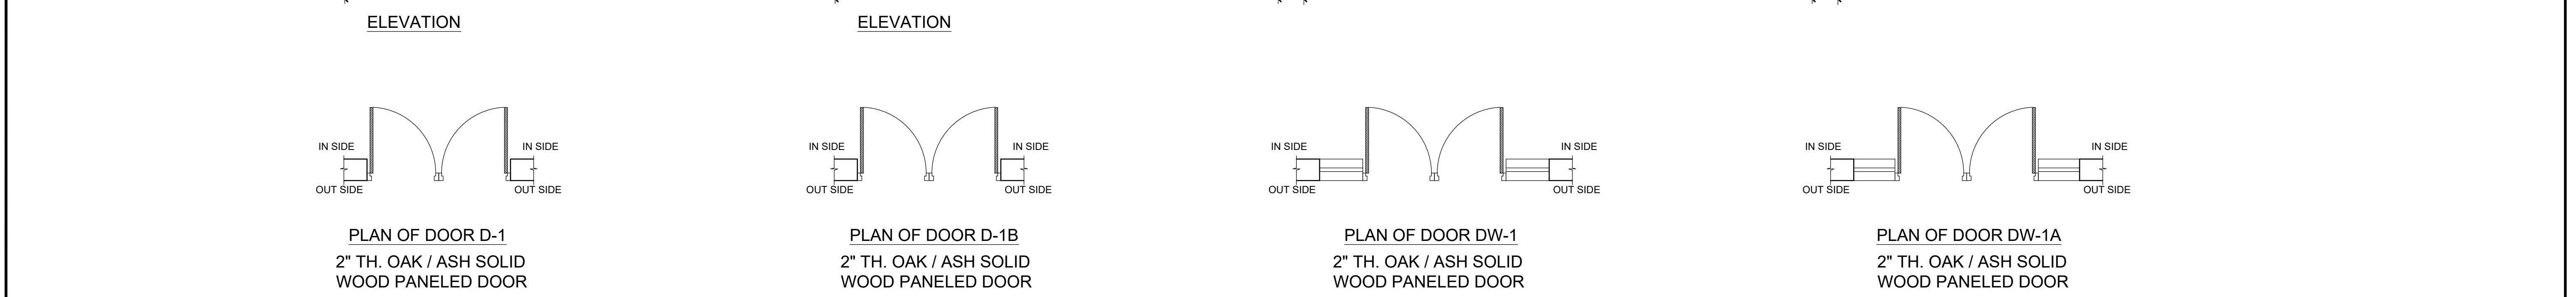 ELEVATION
ELEVATION
IN SIDE
IN SIDE
OUT SIDE
OUT SIDE
PLAN OF DOOR D-1
2" TH. OAK / ASH SOLID
WOOD PANELED DOOR
IN SIDE
IN SIDE
OUT SIDE
OUT SIDE
PLAN OF DOOR D-1B
2" TH. OAK / ASH SOLID
WOOD PANELED DOOR
IN SIDE
IN SIDE
OUT SIDE
OUT SIDE
PLAN OF DOOR DW-1
2" TH. OAK / ASH SOLID
WOOD PANELED DOOR
IN SIDE
IN SIDE
OUT SIDE
OUT SIDE
PLAN OF DOOR DW-1A
2" TH. OAK / ASH SOLID
WOOD PANELED DOOR